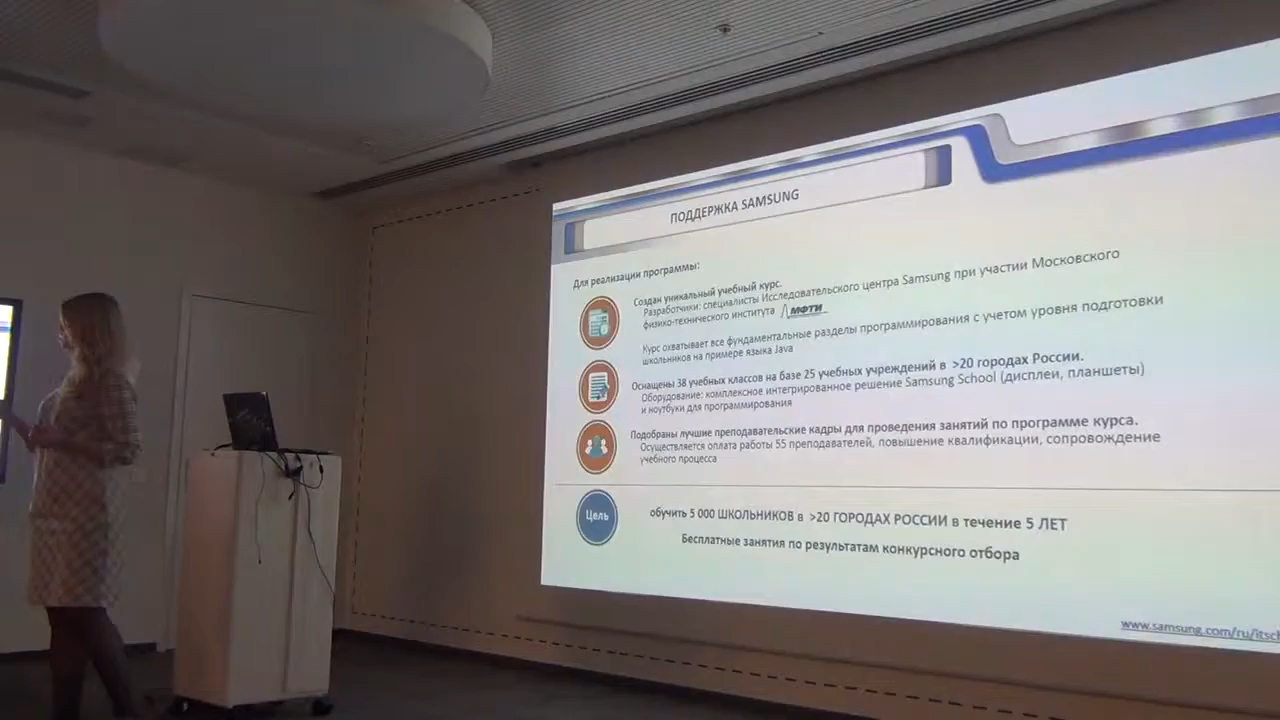 ПОДДЕРЖКА SAMSUNG
Для реализации программы:
Создан уникальный учебный курс.
Разработчики: специалисты Исследовательского центра Samsung при участии Московского
физико-технического института МФТИ
Курс охватывает все фундаментальные разделы программирования с учетом уровня подготовки
школьников на примере языка Java
Оснащены 38 учебных классов на базе 25 учебных учреждений в >20 городах России.
Оборудование: комплексное интегрированное решение Samsung School (дисплеи, планшеты)
и ноутбуки для программирования
Подобраны лучшие преподавательские кадры для проведения занятий по программе курса.
Осуществляется оплата работы 55 преподавателей, повышение квалификации, сопровождение
учебного процесса
Цель
обучить 5 000 ШКОЛЬНИКОВ в >20 ГОРОДАХ РОССИИ в течение 5 ЛЕТ
Бесплатные занятия по результатам конкурсного отбора
www.samsung.com/ru/itsch